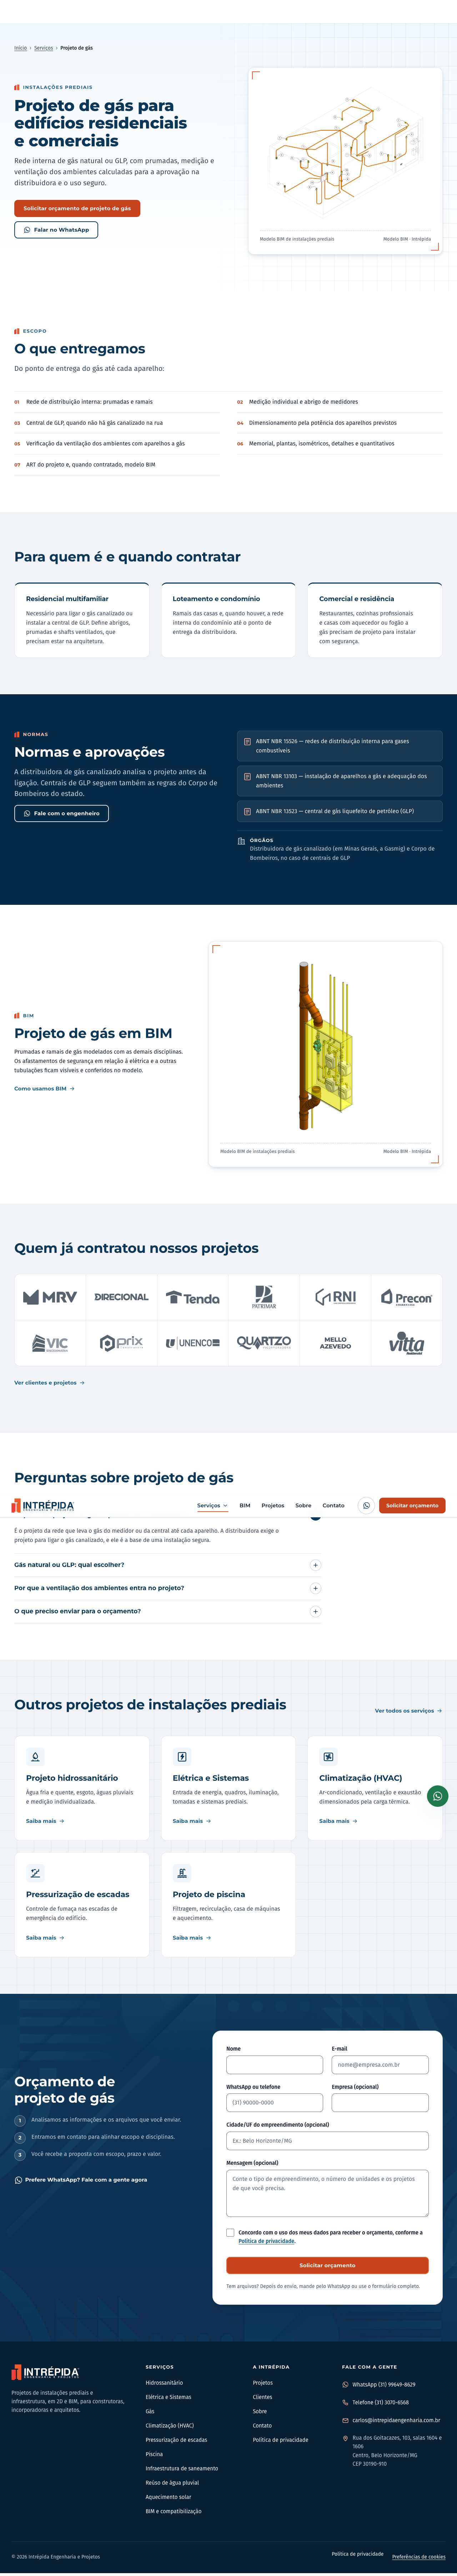 Início › Serviços › Projeto de gás
INSTALAÇÕES PREDIAIS
Projeto de gás para
edifícios residenciais
e comerciais
Rede interna de gás natural ou GLP, com prumadas, medição e
ventilação dos ambientes calculadas para a aprovação na
distribuidora e o uso seguro.
Solicitar orçamento de projeto de gás
Falar no WhatsApp
Modelo BIM de instalações prediais
Modelo BIM · Intrépida
ESCOPO
O que entregamos
Do ponto de entrega do gás até cada aparelho:
01 Rede de distribuição interna: prumadas e ramais
02 Medição individual e abrigo de medidores
03 Central de GLP, quando não há gás canalizado na rua
04 Dimensionamento pela potência dos aparelhos previstos
05 Verificação da ventilação dos ambientes com aparelhos a gás
06 Memorial, plantas, isométricos, detalhes e quantitativos
07 ART do projeto e, quando contratado, modelo BIM
Para quem é e quando contratar
Residencial multifamiliar
Necessário para ligar o gás canalizado ou
instalar a central de GLP. Define abrigos,
prumadas e shafts ventilados, que
precisam estar na arquitetura.
Loteamento e condomínio
Ramais das casas e, quando houver, a rede
interna do condomínio até o ponto de
entrega da distribuidora.
Comercial e residência
Restaurantes, cozinhas profissionais
e casas com aquecedor ou fogão a
gás precisam de projeto para instalar
com segurança.
NORMAS
Normas e aprovações
A distribuidora de gás canalizado analisa o projeto antes da
ligação. Centrais de GLP seguem também as regras do Corpo de
Bombeiros do estado.
Fale com o engenheiro
ABNT NBR 15526 — redes de distribuição interna para gases
combustíveis
ABNT NBR 13103 — instalação de aparelhos a gás e adequação dos
ambientes
ABNT NBR 13523 — central de gás liquefeito de petróleo (GLP)
ÓRGÃOS
Distribuidora de gás canalizado (em Minas Gerais, a Gasmig) e Corpo de
Bombeiros, no caso de centrais de GLP
BIM
Projeto de gás em BIM
Prumadas e ramais de gás modelados com as demais disciplinas.
Os afastamentos de segurança em relação à elétrica e a outras
tubulações ficam visíveis e conferidos no modelo.
Como usamos BIM →
Modelo BIM de instalações prediais
Modelo BIM · Intrépida
Quem já contratou nossos projetos
MRV
DIRECIONAL
Tenda
PATRIMAR
RNI
Precon
VIC
prix
UNENCO
QUARTZO
MELLO
AZEVEDO
vitta
Ver clientes e projetos →
Perguntas sobre projeto de gás
INTRÉPIDA
Serviços
BIM
Projetos
Sobre
Contato
Solicitar orçamento
É o projeto da rede que leva o gás do medidor ou da central até cada aparelho. A distribuidora exige o
projeto para ligar o gás canalizado, e ele é a base de uma instalação segura.
Gás natural ou GLP: qual escolher?
Por que a ventilação dos ambientes entra no projeto?
O que preciso enviar para o orçamento?
Outros projetos de instalações prediais
Ver todos os serviços →
Projeto hidrossanitário
Água fria e quente, esgoto, águas pluviais
e medição individualizada.
Saiba mais →
Elétrica e Sistemas
Entrada de energia, quadros, iluminação,
tomadas e sistemas prediais.
Saiba mais →
Climatização (HVAC)
Ar-condicionado, ventilação e exaustão
dimensionados pela carga térmica.
Saiba mais →
Pressurização de escadas
Controle de fumaça nas escadas de
emergência do edifício.
Saiba mais →
Projeto de piscina
Filtragem, recirculação, casa de máquinas
e aquecimento.
Saiba mais →
Orçamento de
projeto de gás
1 Analisamos as informações e os arquivos que você enviar.
2 Entramos em contato para alinhar escopo e disciplinas.
3 Você recebe a proposta com escopo, prazo e valor.
Prefere WhatsApp? Fale com a gente agora
Nome
E-mail
nome@empresa.com.br
WhatsApp ou telefone
(31) 90000-0000
Empresa (opcional)
Cidade/UF do empreendimento (opcional)
Ex.: Belo Horizonte/MG
Mensagem (opcional)
Conte o tipo de empreendimento, o número de unidades e os projetos
de que você precisa.
Concordo com o uso dos meus dados para receber o orçamento, conforme a
Política de privacidade.
Solicitar orçamento
Tem arquivos? Depois do envio, mande pelo WhatsApp ou use o formulário completo.
INTRÉPIDA
Projetos de instalações prediais e
infraestrutura, em 2D e BIM, para construtoras,
incorporadoras e arquitetos.
SERVIÇOS
Hidrossanitário
Elétrica e Sistemas
Gás
Climatização (HVAC)
Pressurização de escadas
Piscina
Infraestrutura de saneamento
Reúso de água pluvial
Aquecimento solar
BIM e compatibilização
A INTRÉPIDA
Projetos
Clientes
Sobre
Contato
Política de privacidade
FALE COM A GENTE
WhatsApp (31) 99649-8629
Telefone (31) 3070-6568
carlos@intrepidaengenharia.com.br
Rua dos Goitacazes, 103, salas 1604 e
1606
Centro, Belo Horizonte/MG
CEP 30190-910
© 2026 Intrépida Engenharia e Projetos
Política de privacidade
Preferências de cookies